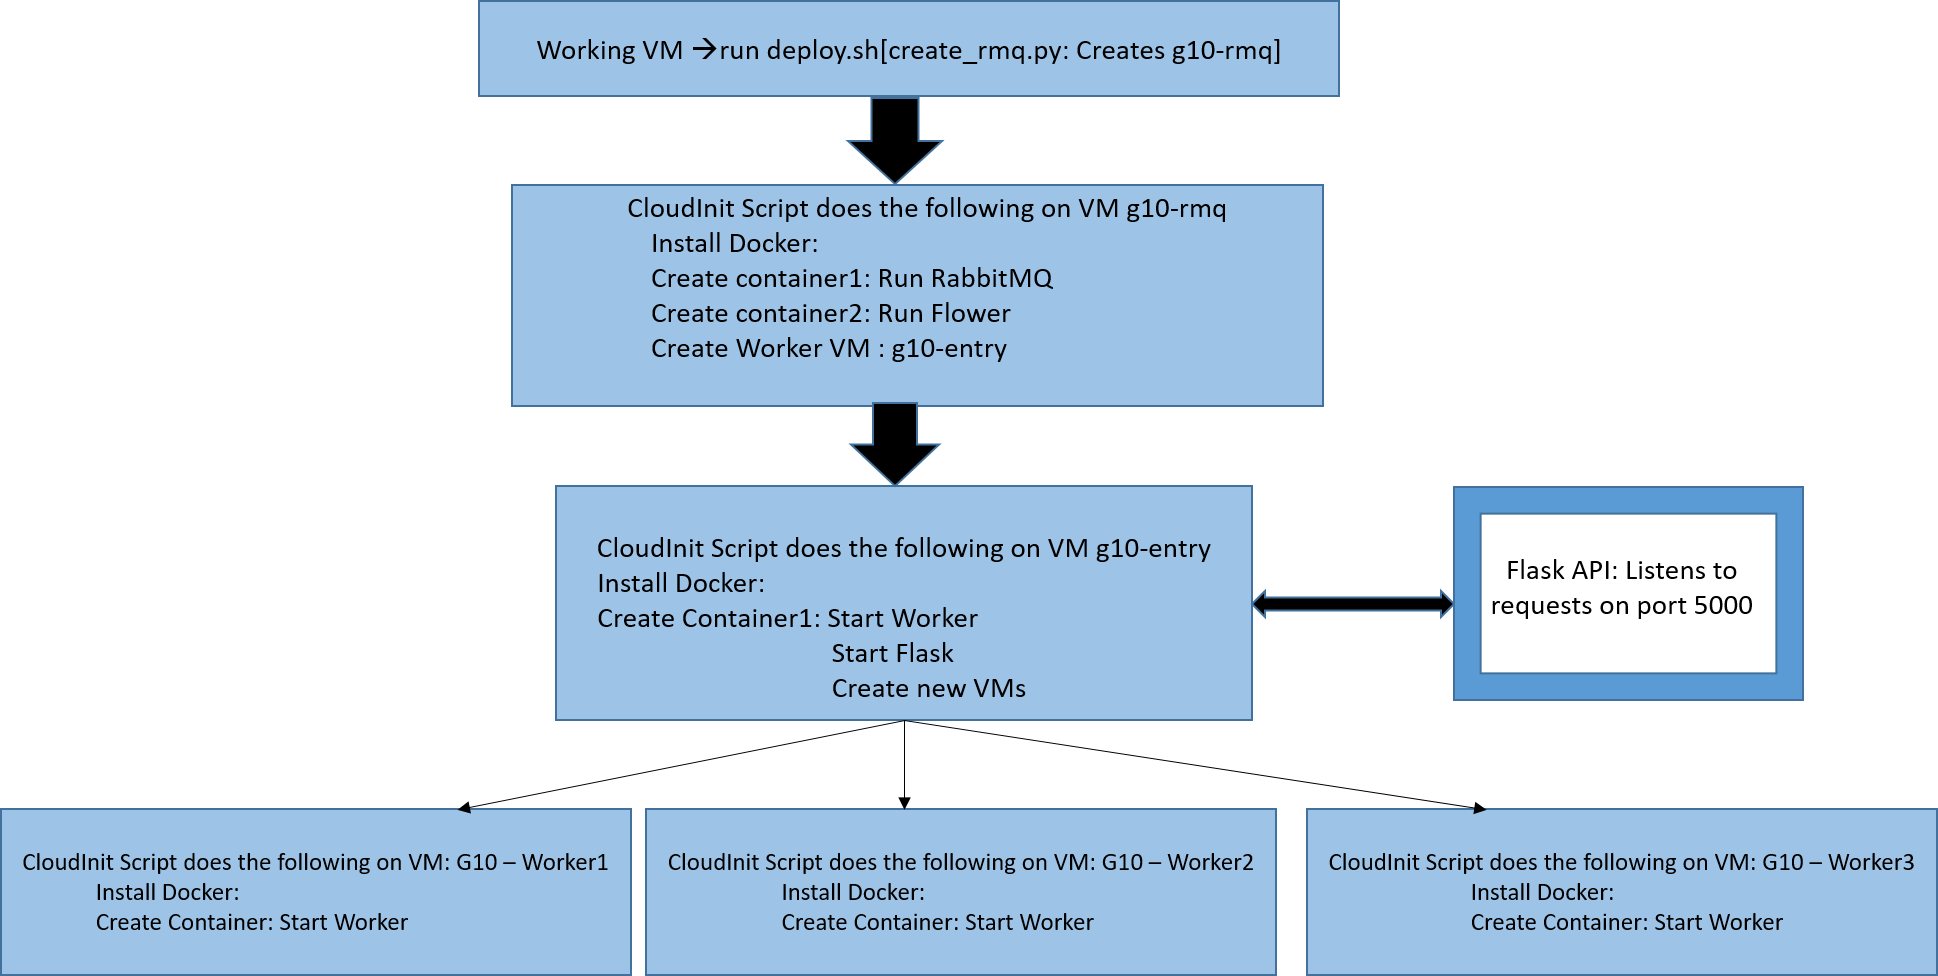 Working VM →run deploy.sh[create_rmq.py: Creates g10-rmq]
CloudInit Script does the following on VM g10-rmq
Install Docker:
Create container1: Run RabbitMQ
Create container2: Run Flower
Create Worker VM : g10-entry
CloudInit Script does the following on VM g10-entry
Install Docker:
Create Container1: Start Worker
Start Flask
Create new VMs
Flask API: Listens to
requests on port 5000
CloudInit Script does the following on VM: G10 – Worker1
Install Docker:
Create Container: Start Worker
CloudInit Script does the following on VM: G10 – Worker2
Install Docker:
Create Container: Start Worker
CloudInit Script does the following on VM: G10 – Worker3
Install Docker:
Create Container: Start Worker